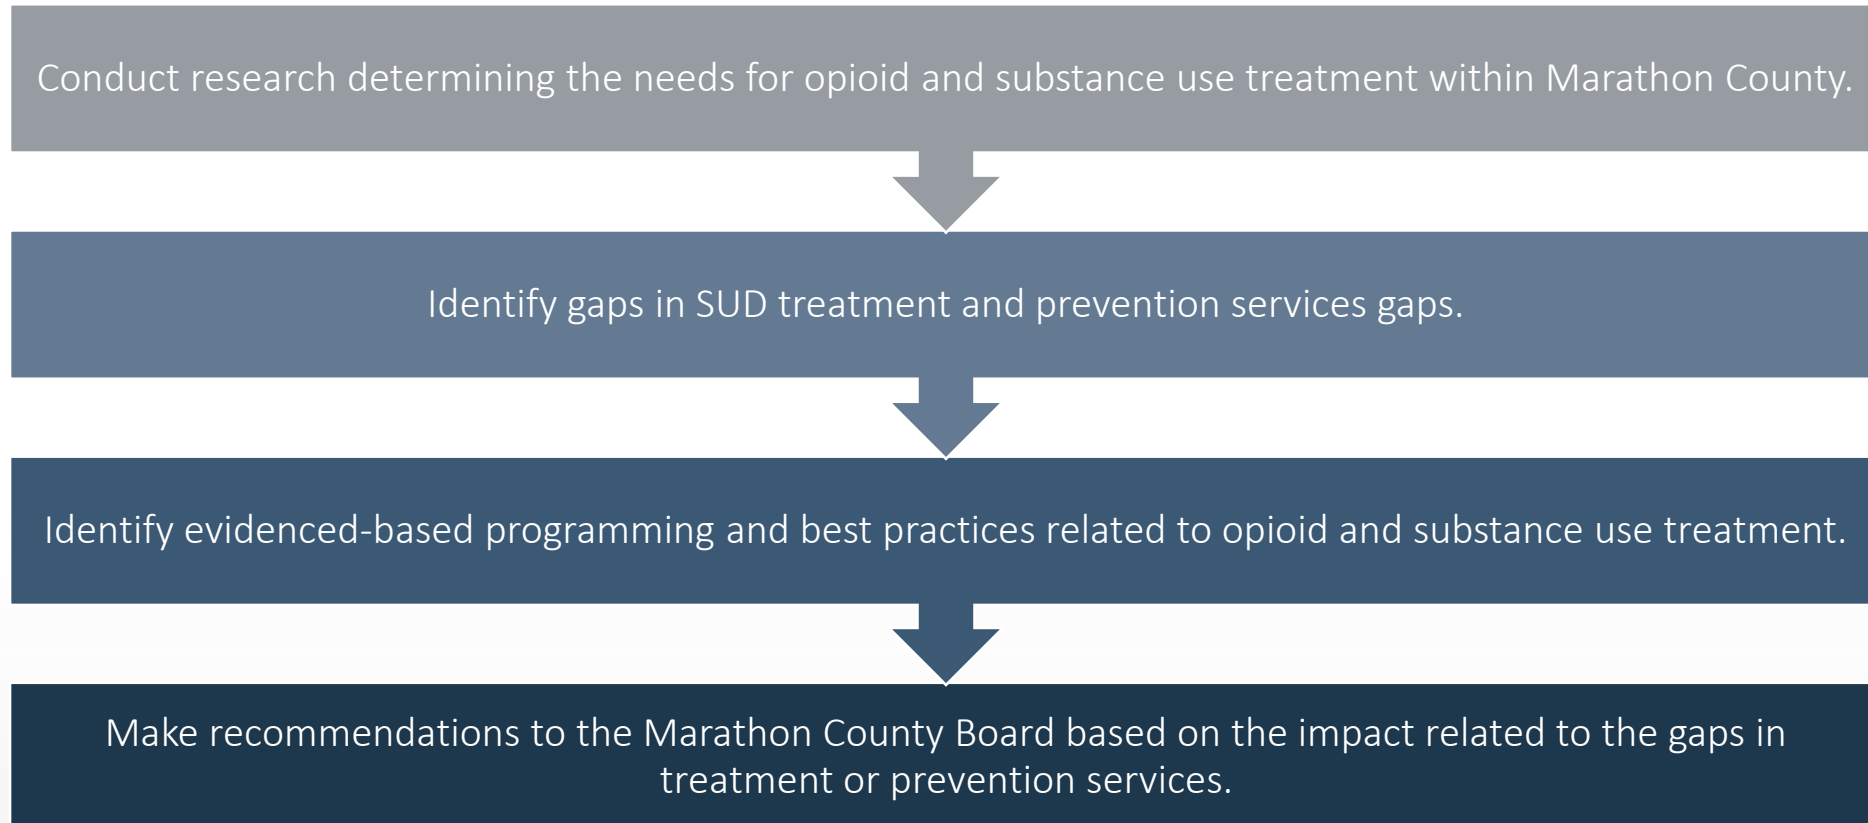 Conduct research determining the needs for opioid and substance use treatment within Marathon County.
Identify gaps in SUD treatment and prevention services gaps.
Identify evidenced-based programming and best practices related to opioid and substance use treatment.
Make recommendations to the Marathon County Board based on the impact related to the gaps in
treatment or prevention services.